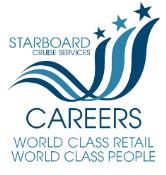 STARBOARD
CRUISE SERVICES
CAREERS
WORLD CLASS RETAIL
WORLD CLASS PEOPLE